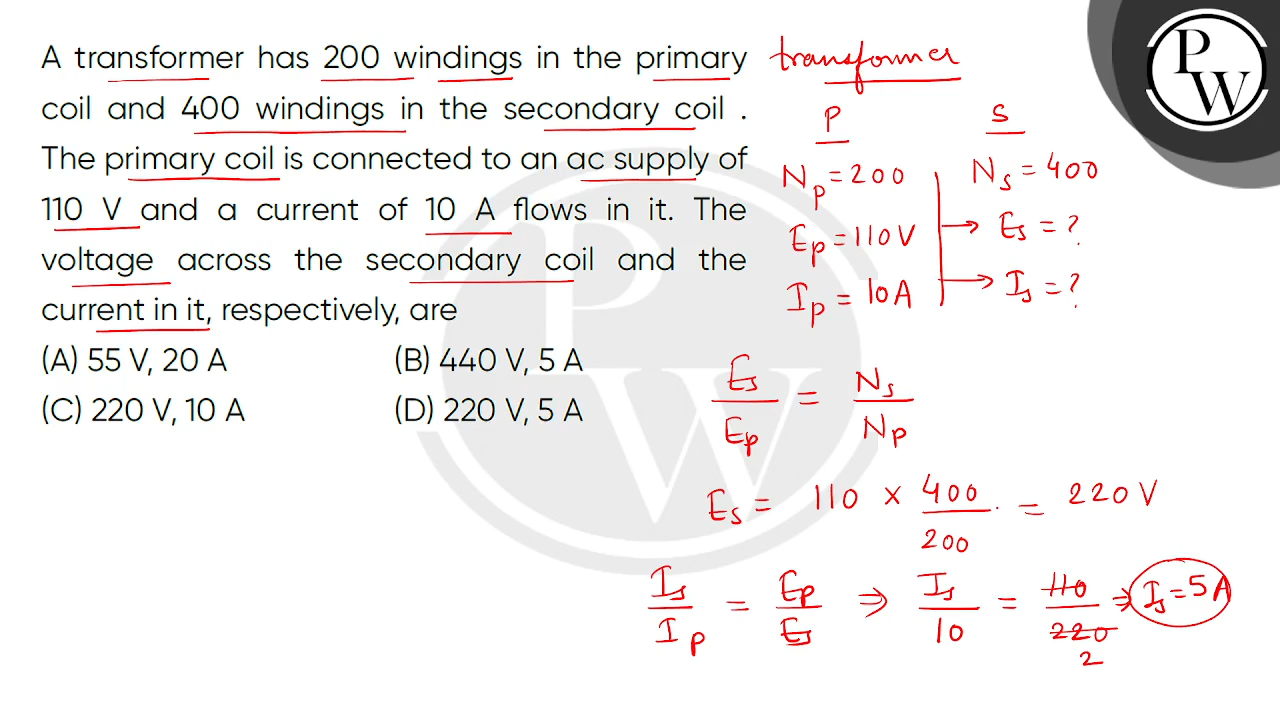 A transformer has 200 windings in the primary
coil and 400 windings in the secondary coil .
The primary coil is connected to an ac supply of
110 V and a current of 10 A flows in it. The
voltage across the secondary coil and the
current in it, respectively, are
(A) 55 V, 20 A (B) 440 V, 5 A
(C) 220 V, 10 A (D) 220 V, 5 A
transformer
P S
Np = 200 Ns = 400
Ep = 110V → Es = ?
Ip = 10A → Is = ?
Es/Ep = Ns/Np
Es = 110 × 400/200 = 220 V
Is/Ip = Ep/Es ⇒ Is/10 = 110/220 2 ⇒ Is = 5A
PW
PW